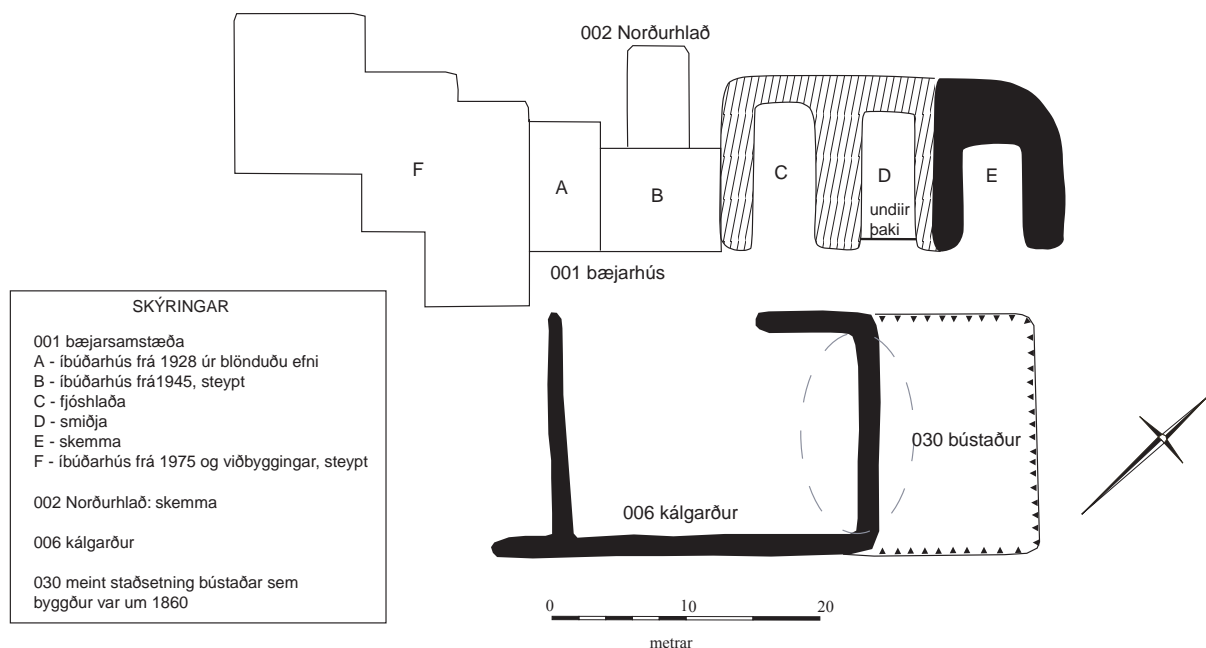 002 Norðurhlað
F
A
B
C
D
E
undiir
þaki
001 bæjarhús
SKÝRINGAR
001 bæjarsamstæða
A - íbúðarhús frá 1928 úr blönduðu efni
B - íbúðarhús frá1945, steypt
C - fjóshlaða
D - smiðja
E - skemma
F - íbúðarhús frá 1975 og viðbyggingar, steypt
002 Norðurhlað: skemma
006 kálgarður
030 meint staðsetning bústaðar sem
byggður var um 1860
030 bústaður
006 kálgarður
0 10 20
metrar